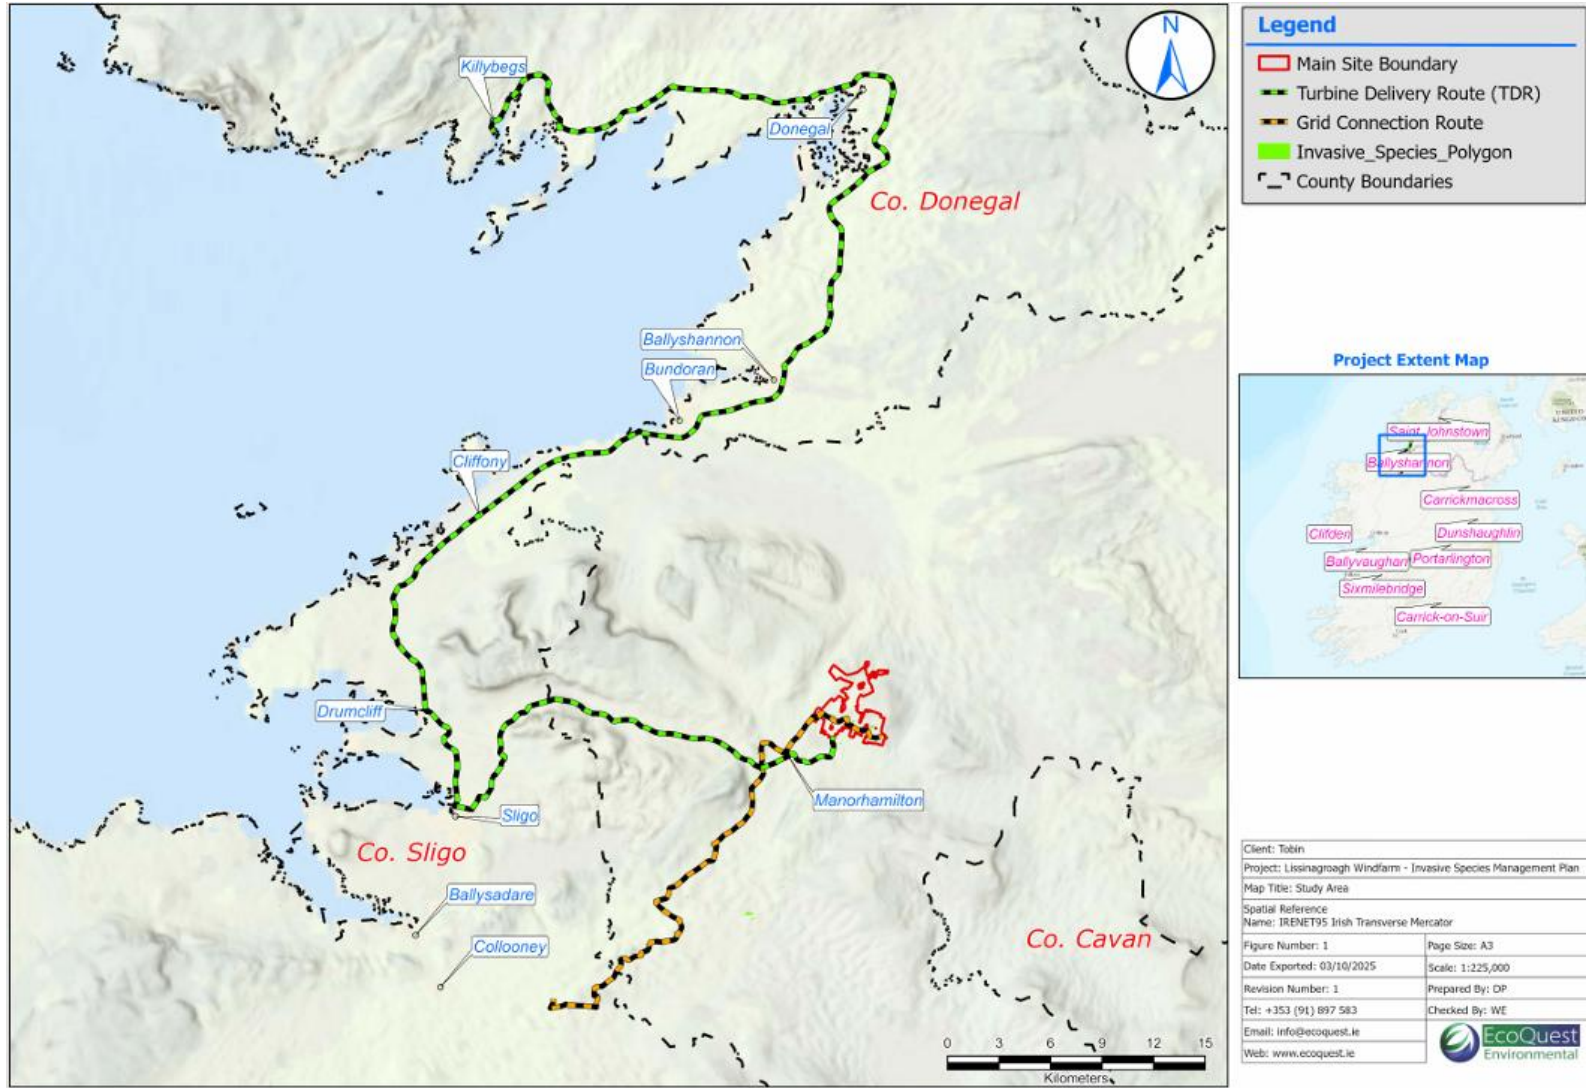 Killybegs
N
Donegal
Co. Donegal
Ballyshannon
Bundoran
Cliffony
Drumcliff
Manorhamilton
Sligo
Co. Sligo
Ballysadare
Collooney
Co. Cavan
0 3 6 9 12 15
Kilometers
Legend
Main Site Boundary
Turbine Delivery Route (TDR)
Grid Connection Route
Invasive_Species_Polygon
County Boundaries
Project Extent Map
Saint Johnstown
Ballyshannon
Carrickmacross
Clifden
Dunshaughlin
Ballyvaughan
Portarlington
Sixmilebridge
Carrick-on-Suir
Client: Tobin
Project: Lissinagroagh Windfarm - Invasive Species Management Plan
Map Title: Study Area
Spatial Reference
Name: IRENET95 Irish Transverse Mercator
Figure Number: 1
Page Size: A3
Date Exported: 03/10/2025
Scale: 1:225,000
Revision Number: 1
Prepared By: DP
Tel: +353 (91) 897 583
Checked By: WE
Email: info@ecoquest.ie
Web: www.ecoquest.ie
EcoQuest
Environmental